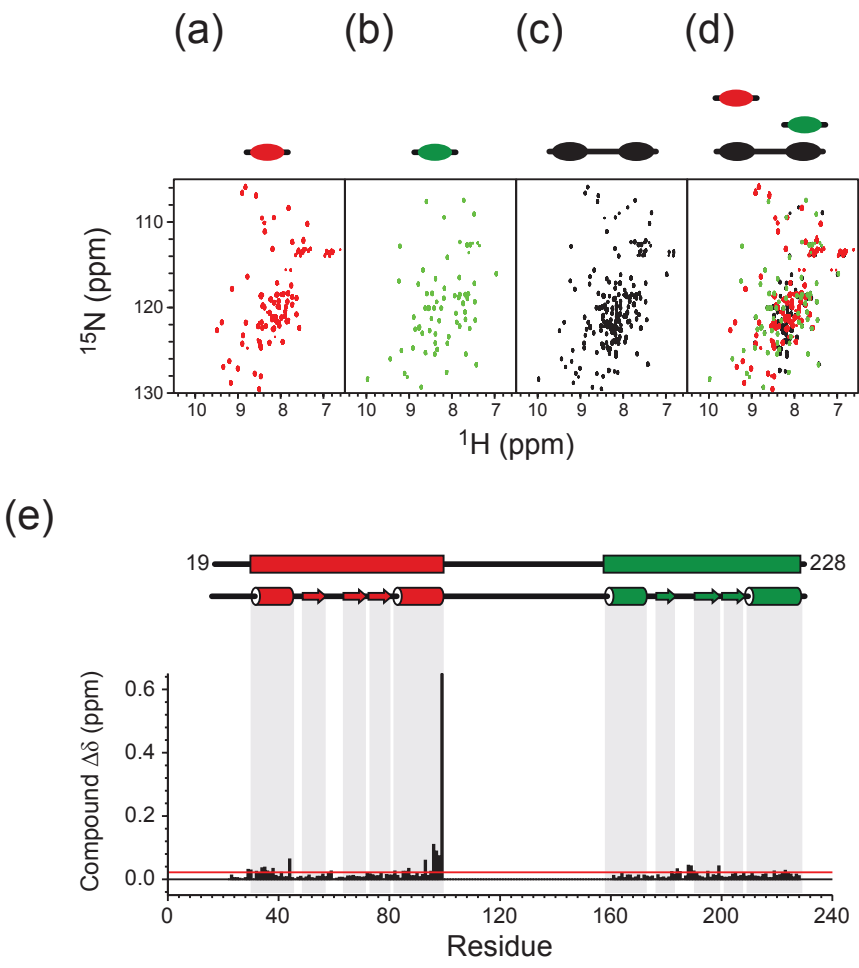 (a) (b) (c) (d)
110
120
130
15N (ppm)
10 9 8 7 10 9 8 7 10 9 8 7 10 9 8 7
1H (ppm)
(e)
19 228
0.6
0.4
0.2
0.0
Compound Δδ (ppm)
0 40 80 120 160 200 240
Residue